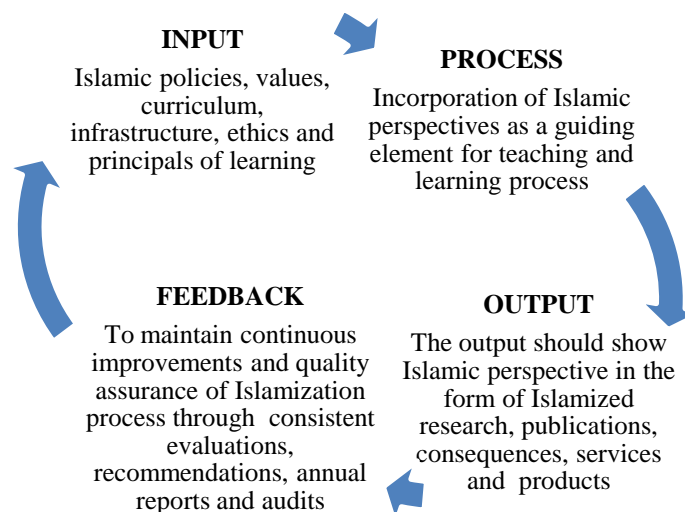 INPUT
Islamic policies, values,
curriculum,
infrastructure, ethics and
principals of learning
PROCESS
Incorporation of Islamic
perspectives as a guiding
element for teaching and
learning process
OUTPUT
The output should show
Islamic perspective in the
form of Islamized
research, publications,
consequences, services
and products
FEEDBACK
To maintain continuous
improvements and quality
assurance of Islamization
process through consistent
evaluations,
recommendations, annual
reports and audits